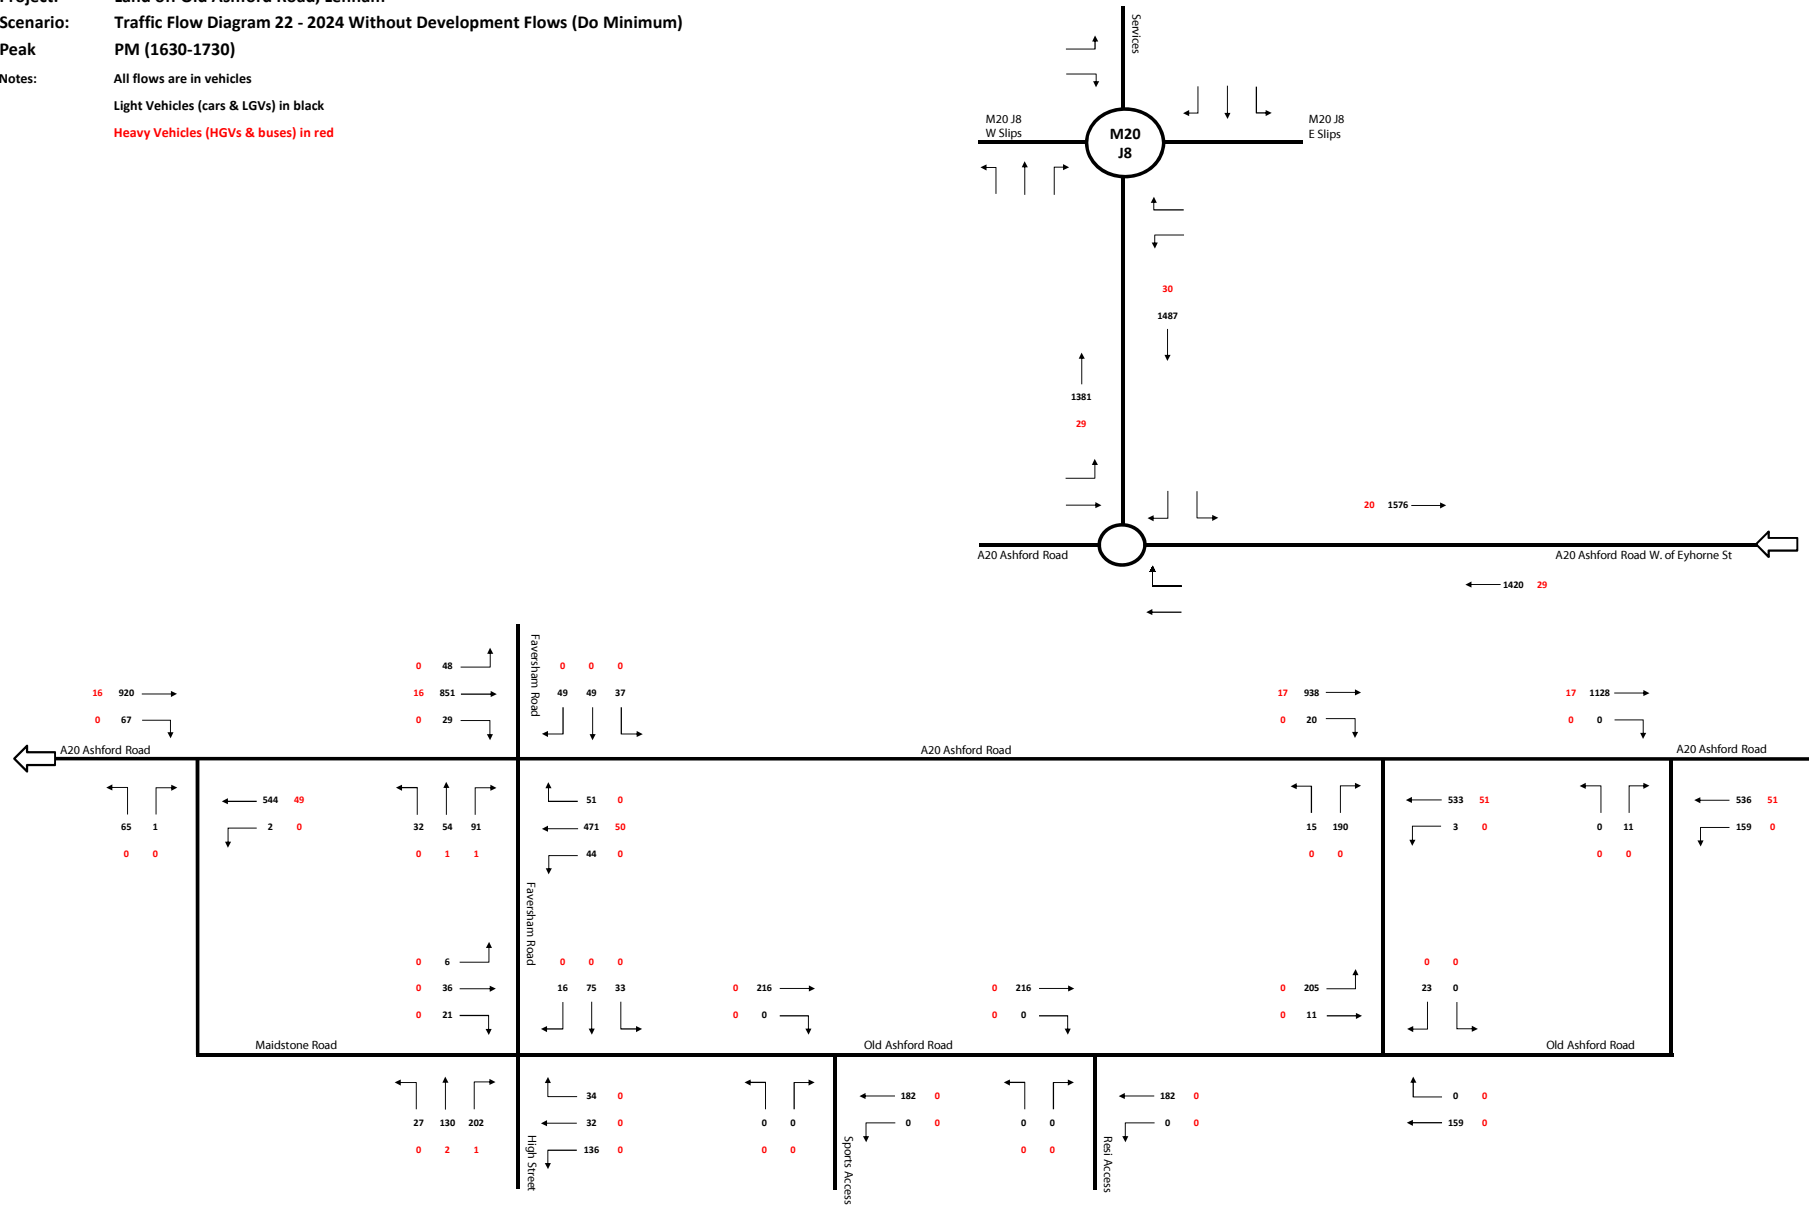 Project: Land off Old Ashford Road, Lenham
Scenario: Traffic Flow Diagram 22 - 2024 Without Development Flows (Do Minimum)
Peak PM (1630-1730)
Notes: All flows are in vehicles
Light Vehicles (cars & LGVs) in black
Heavy Vehicles (HGVs & buses) in red
Services
M20 J8
W Slips
M20
J8
M20 J8
E Slips
30
1487
1381
29
20 1576
A20 Ashford Road
A20 Ashford Road W. of Eyhorne St
1420 29
Faversham Road
0 48
0 0 0
16 920
16 851
49 49 37
17 938
17 1128
0 67
0 29
0 20
0 0
A20 Ashford Road
A20 Ashford Road
A20 Ashford Road
544 49
51 0
533 51
536 51
65 1
2 0
32 54 91
471 50
15 190
3 0
0 11
159 0
0 0
0 1 1
44 0
0 0
0 0
Faversham Road
0 6
0 0 0
0 0
0 36
16 75 33
0 216
0 216
0 205
23 0
0 21
0 0
0 0
0 11
Maidstone Road
Old Ashford Road
Old Ashford Road
34 0
182 0
182 0
0 0
27 130 202
32 0
0 0
0 0
0 0
0 0
159 0
0 2 1
136 0
0 0
0 0
High Street
Sports Access
Resi Access